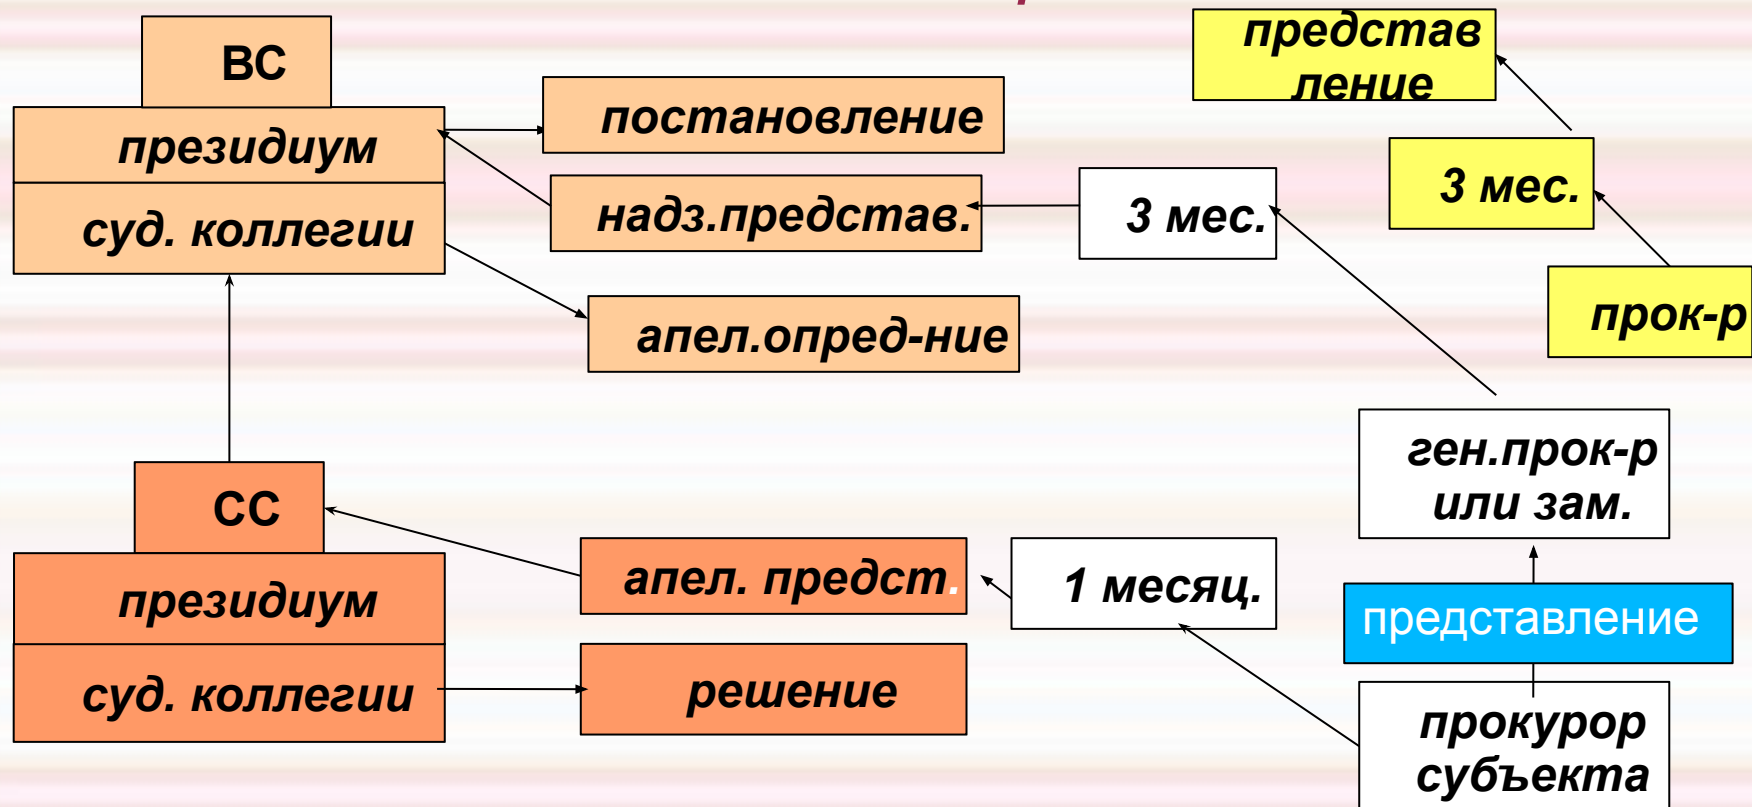 ВС
президиум
суд. коллегии
постановление
надз.представ.
апел.опред-ние
3 мес.
представ
ление
3 мес.
прок-р
ген.прок-р
или зам.
представление
прокурор
субъекта
СС
президиум
суд. коллегии
апел. предст.
решение
1 месяц.